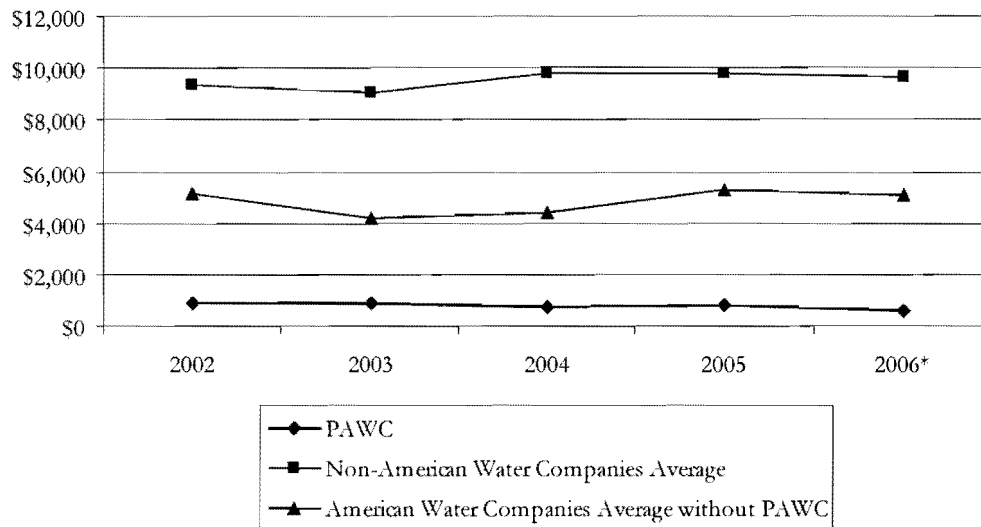 $12,000
$10,000
$8,000
$6,000
$4,000
$2,000
$0
2002 2003 2004 2005 2006*
PAWC
Non-American Water Companies Average
American Water Companies Average without PAWC